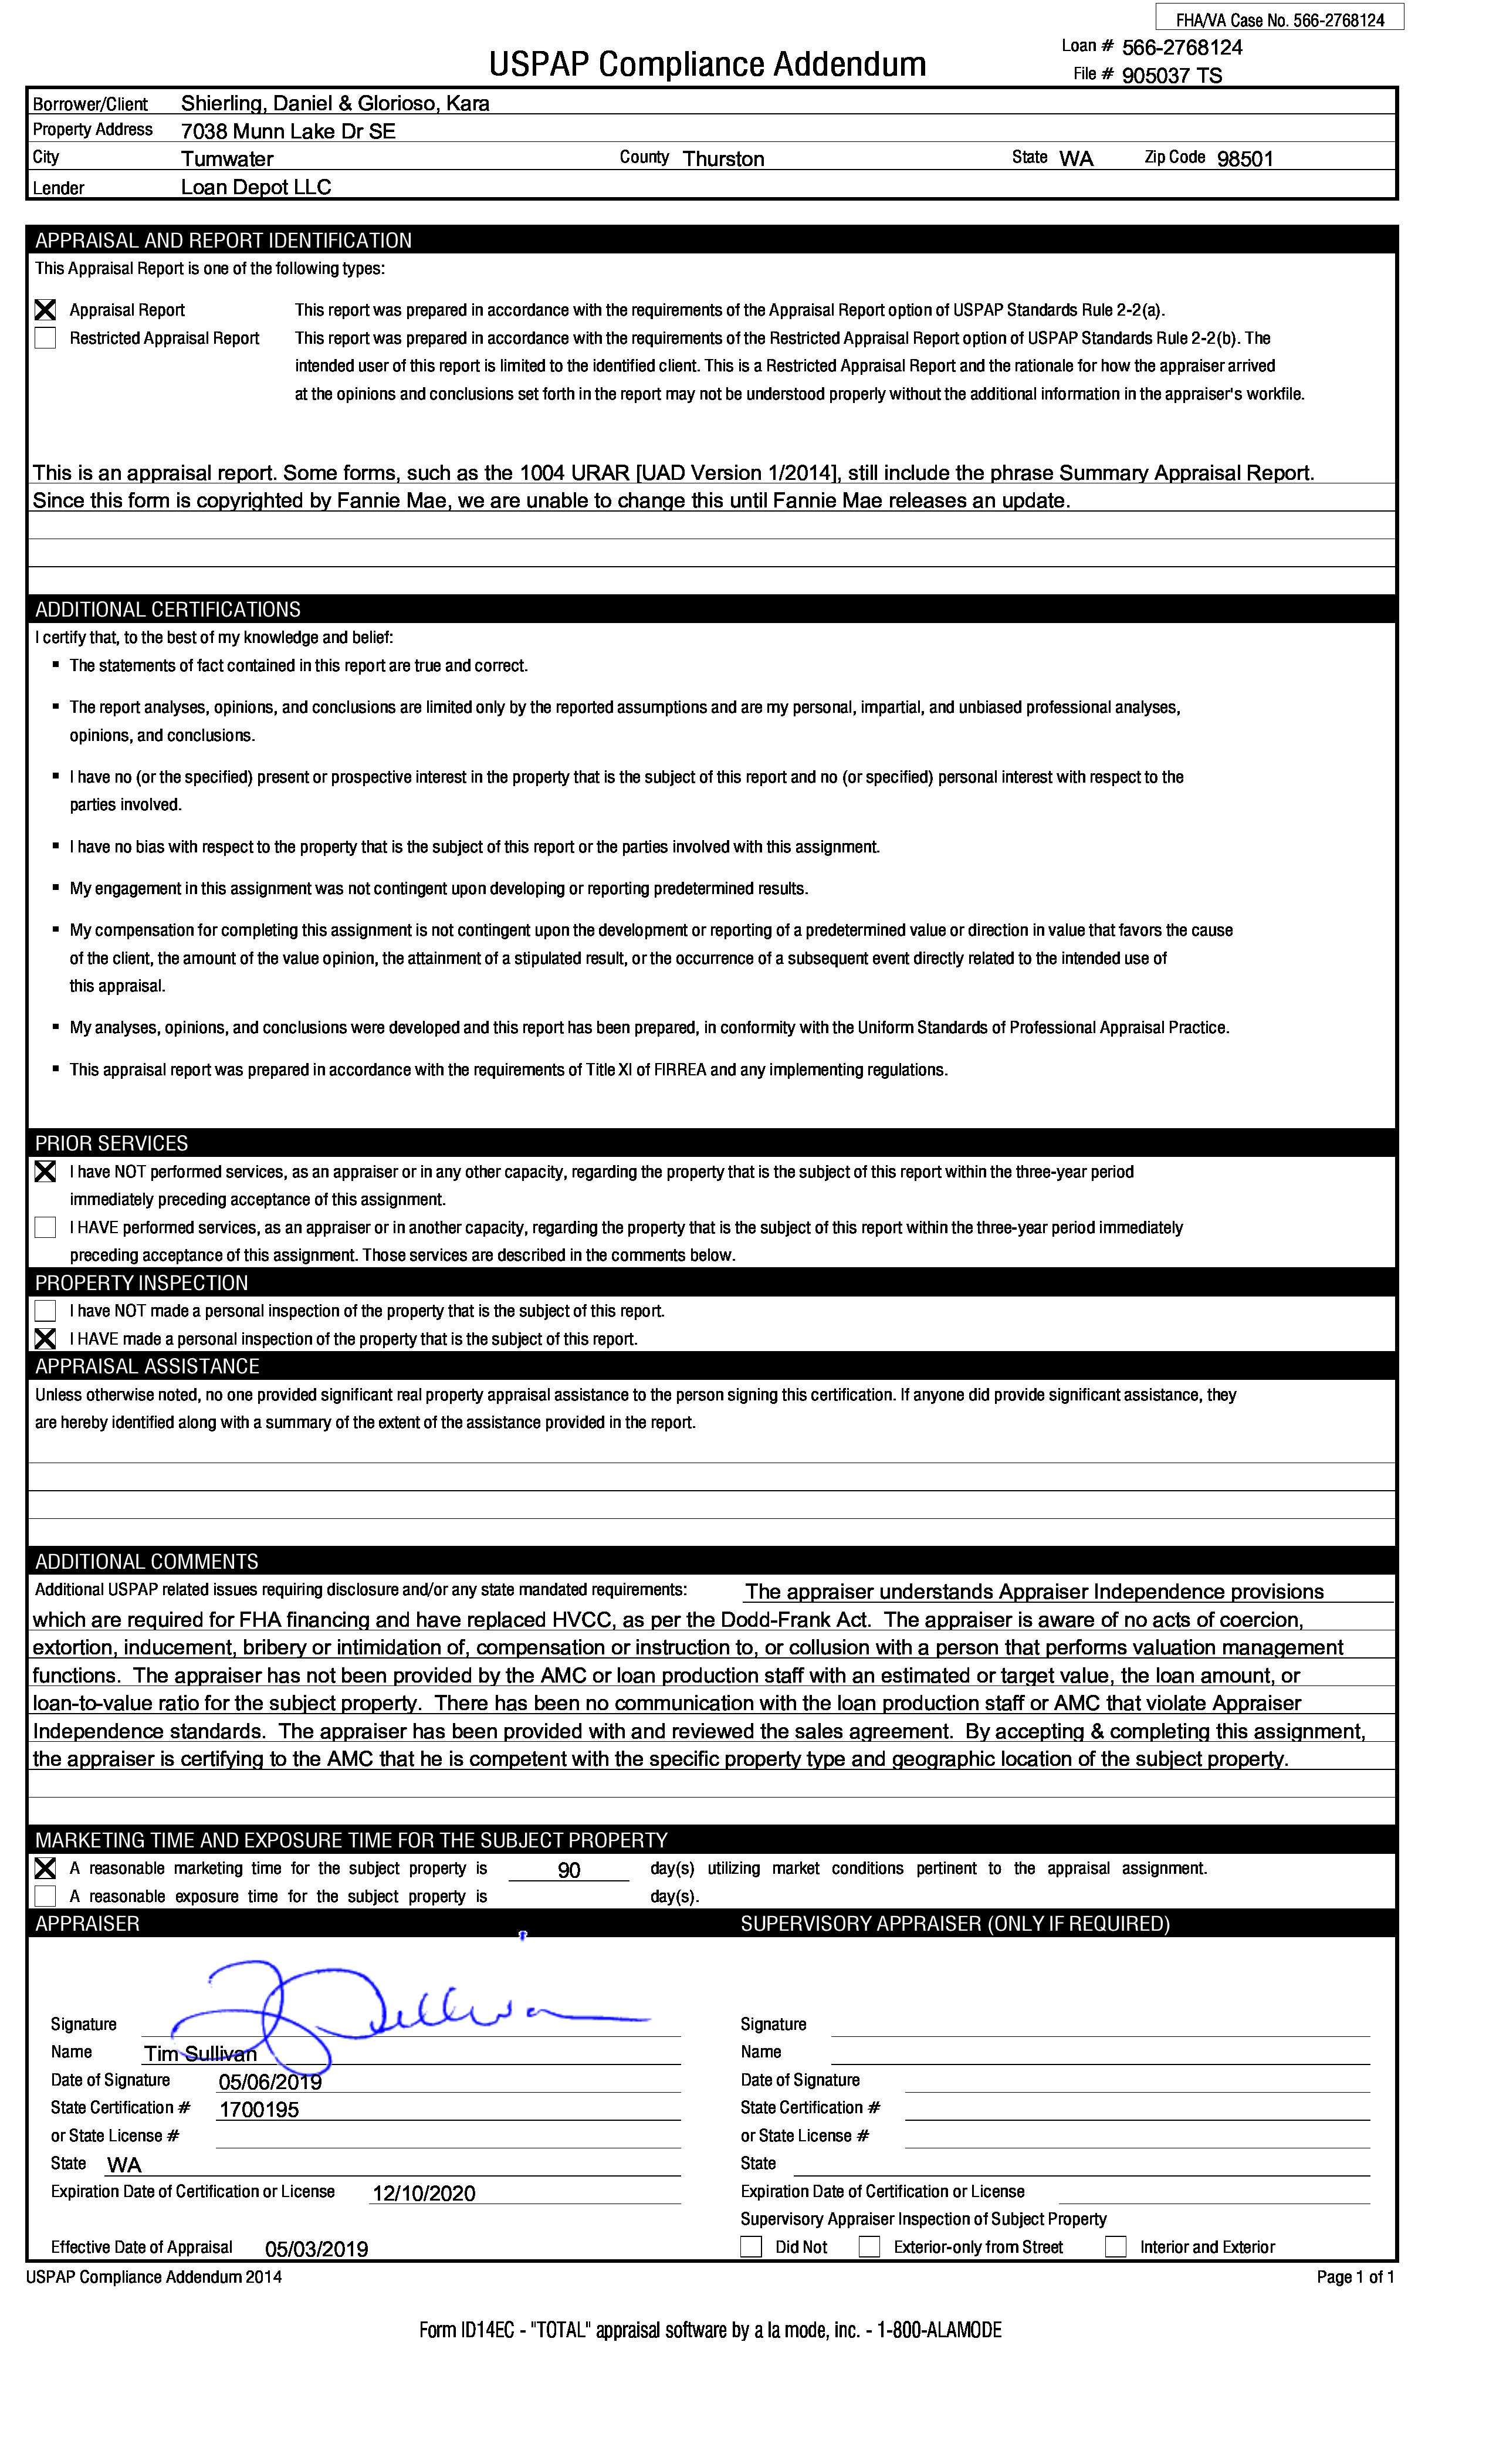 FHA/VA Case No. 566-2768124
Loan # 566-2768124
USPAP Compliance Addendum
File # 905037 TS
Borrower/Client Shierling, Daniel & Glorioso, Kara
Property Address 7038 Munn Lake Dr SE
City Tumwater County Thurston State WA Zip Code 98501
Lender Loan Depot LLC
APPRAISAL AND REPORT IDENTIFICATION
This Appraisal Report is one of the following types:
Appraisal Report This report was prepared in accordance with the requirements of the Appraisal Report option of USPAP Standards Rule 2-2(a).
Restricted Appraisal Report This report was prepared in accordance with the requirements of the Restricted Appraisal Report option of USPAP Standards Rule 2-2(b). The
intended user of this report is limited to the identified client. This is a Restricted Appraisal Report and the rationale for how the appraiser arrived
at the opinions and conclusions set forth in the report may not be understood properly without the additional information in the appraiser's workfile.
This is an appraisal report. Some forms, such as the 1004 URAR [UAD Version 1/2014], still include the phrase Summary Appraisal Report.
Since this form is copyrighted by Fannie Mae, we are unable to change this until Fannie Mae releases an update.
ADDITIONAL CERTIFICATIONS
I certify that, to the best of my knowledge and belief:
▪ The statements of fact contained in this report are true and correct.
▪ The report analyses, opinions, and conclusions are limited only by the reported assumptions and are my personal, impartial, and unbiased professional analyses,
opinions, and conclusions.
▪ I have no (or the specified) present or prospective interest in the property that is the subject of this report and no (or specified) personal interest with respect to the
parties involved.
▪ I have no bias with respect to the property that is the subject of this report or the parties involved with this assignment.
▪ My engagement in this assignment was not contingent upon developing or reporting predetermined results.
▪ My compensation for completing this assignment is not contingent upon the development or reporting of a predetermined value or direction in value that favors the cause
of the client, the amount of the value opinion, the attainment of a stipulated result, or the occurrence of a subsequent event directly related to the intended use of
this appraisal.
▪ My analyses, opinions, and conclusions were developed and this report has been prepared, in conformity with the Uniform Standards of Professional Appraisal Practice.
▪ This appraisal report was prepared in accordance with the requirements of Title XI of FIRREA and any implementing regulations.
PRIOR SERVICES
I have NOT performed services, as an appraiser or in any other capacity, regarding the property that is the subject of this report within the three-year period
immediately preceding acceptance of this assignment.
I HAVE performed services, as an appraiser or in another capacity, regarding the property that is the subject of this report within the three-year period immediately
preceding acceptance of this assignment. Those services are described in the comments below.
PROPERTY INSPECTION
I have NOT made a personal inspection of the property that is the subject of this report.
I HAVE made a personal inspection of the property that is the subject of this report.
APPRAISAL ASSISTANCE
Unless otherwise noted, no one provided significant real property appraisal assistance to the person signing this certification. If anyone did provide significant assistance, they
are hereby identified along with a summary of the extent of the assistance provided in the report.
ADDITIONAL COMMENTS
Additional USPAP related issues requiring disclosure and/or any state mandated requirements: The appraiser understands Appraiser Independence provisions
which are required for FHA financing and have replaced HVCC, as per the Dodd-Frank Act. The appraiser is aware of no acts of coercion,
extortion, inducement, bribery or intimidation of, compensation or instruction to, or collusion with a person that performs valuation management
functions. The appraiser has not been provided by the AMC or loan production staff with an estimated or target value, the loan amount, or
loan-to-value ratio for the subject property. There has been no communication with the loan production staff or AMC that violate Appraiser
Independence standards. The appraiser has been provided with and reviewed the sales agreement. By accepting & completing this assignment,
the appraiser is certifying to the AMC that he is competent with the specific property type and geographic location of the subject property.
MARKETING TIME AND EXPOSURE TIME FOR THE SUBJECT PROPERTY
A reasonable marketing time for the subject property is 90 day(s) utilizing market conditions pertinent to the appraisal assignment.
A reasonable exposure time for the subject property is day(s).
APPRAISER SUPERVISORY APPRAISER (ONLY IF REQUIRED)
Signature Signature
Name Tim Sullivan Name
Date of Signature 05/06/2019 Date of Signature
State Certification # 1700195 State Certification #
or State License # or State License #
State WA State
Expiration Date of Certification or License 12/10/2020 Expiration Date of Certification or License
Supervisory Appraiser Inspection of Subject Property
Effective Date of Appraisal 05/03/2019 Did Not Exterior-only from Street Interior and Exterior
USPAP Compliance Addendum 2014 Page 1 of 1
Form ID14EC - "TOTAL" appraisal software by a la mode, inc. - 1-800-ALAMODE